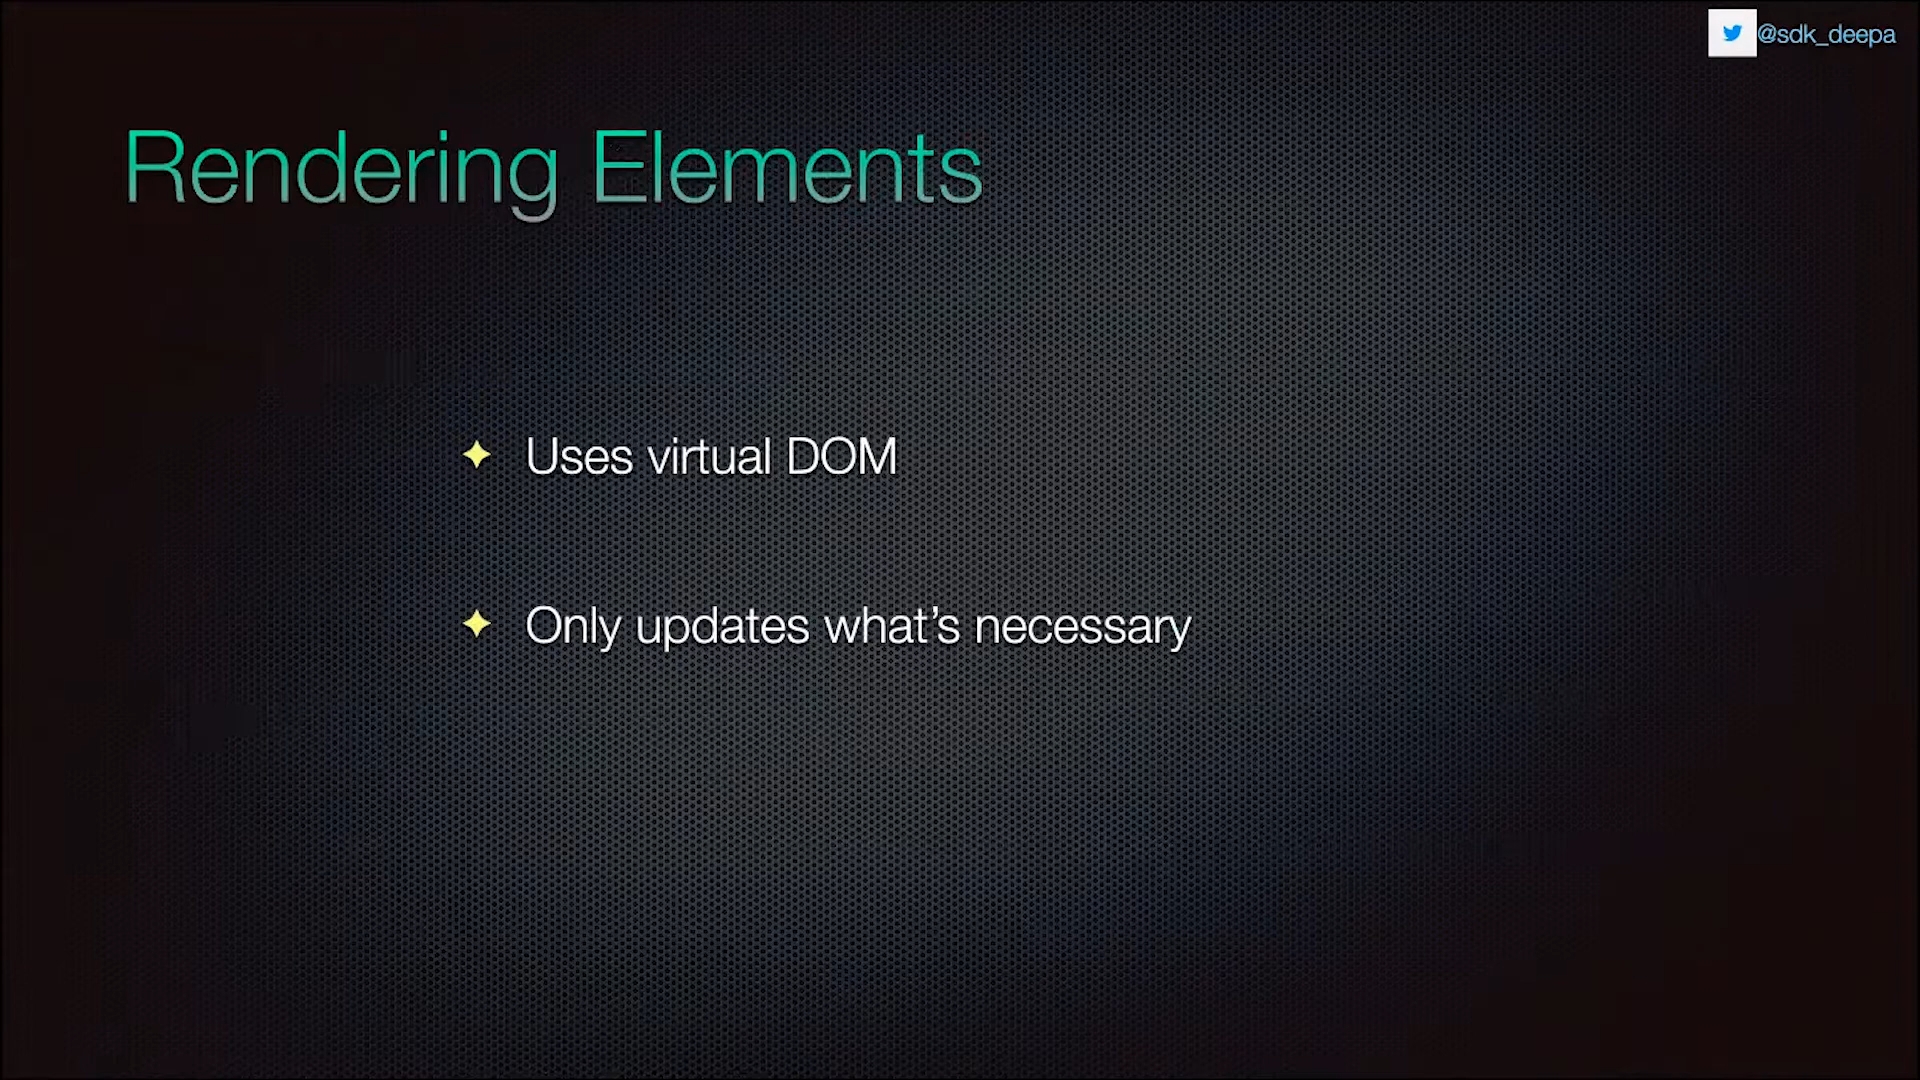 @sdk_deepa
Rendering Elements
Uses virtual DOM
Only updates what’s necessary